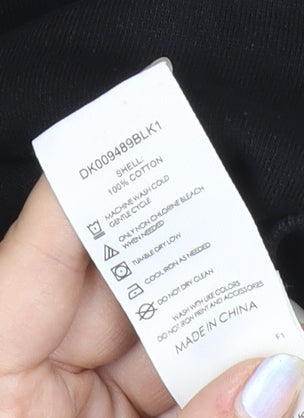 DK009489BLK1
SHELL:
100% COTTON
MACHINE WASH COLD
GENTLE CYCLE
ONLY NON CHLORINE BLEACH
WHEN NEEDED
TUMBLE DRY LOW
COOL IRON AS NEEDED
DO NOT DRY CLEAN
WASH WITH LIKE COLORS
DO NOT IRON PRINT AND ACCESSORIES
MADE IN CHINA
F1